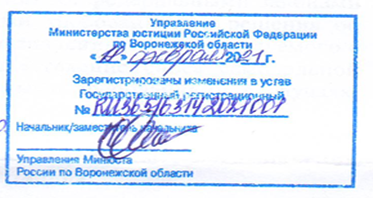 Управление
Министерства юстиции Российской Федерации
по Воронежской области
февраля 2021 г.
Зарегистрированы изменения в устав
Государственный регистрационный
№ RU365163142021001
Начальник/заместитель начальника
Управление Минюста
России по Воронежской области